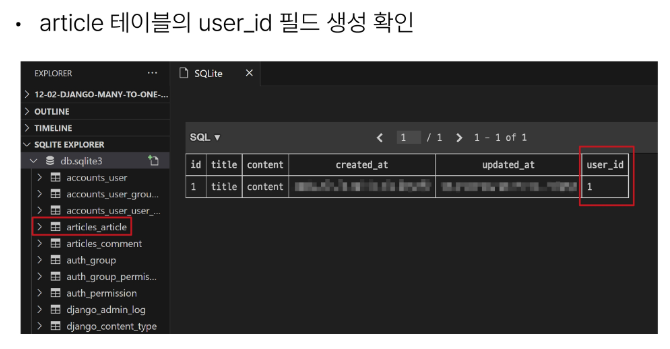 • article 테이블의 user_id 필드 생성 확인
EXPLORER ...
SQLite ×
> 12-02-DJANGO-MANY-TO-ONE-...
> OUTLINE
> TIMELINE
SQLITE EXPLORER
db.sqlite3
> accounts_user
> accounts_user_grou...
> accounts_user_user_...
> articles_article
> articles_comment
> auth_group
> auth_group_permis...
> auth_permission
> django_admin_log
> django_content_type
SQL ▼ < 1 / 1 > 1 - 1 of 1
id title content created_at updated_at user_id
1 title content 1